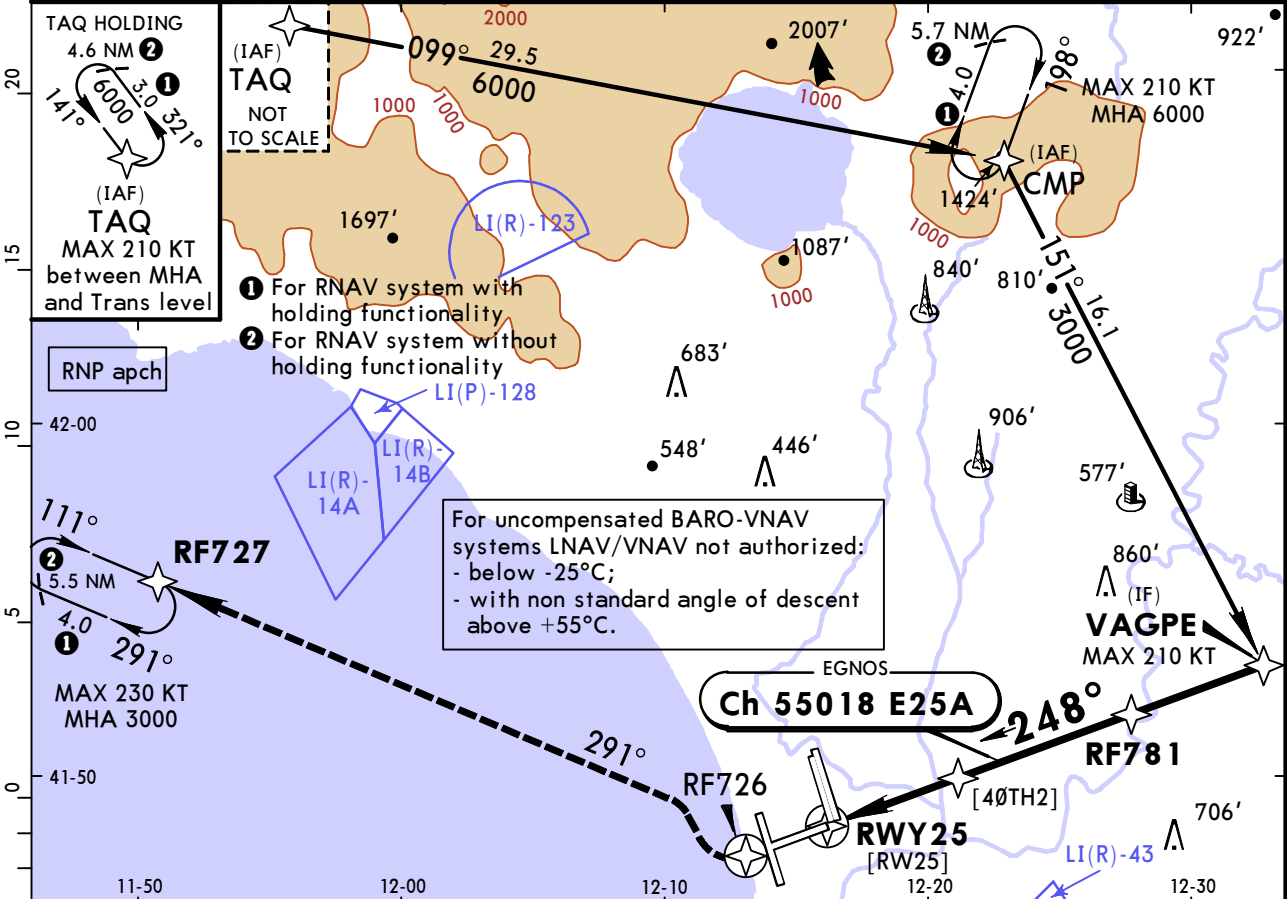 TAQ HOLDING
4.6 NM 2
1
3.0
6000
141°
321°
(IAF)
TAQ
MAX 210 KT
between MHA
and Trans level
(IAF)
TAQ
NOT
TO SCALE
2000
099° 29.5
6000
2007'
5.7 NM
2
4.0
1
198°
922'
MAX 210 KT
MHA 6000
1000
1000
1000
(IAF)
CMP
1424'
1000
20
15
10
5
0
1697'
LI(R)-123
1087'
1000
840'
810'
151° 16.1
3000
1 For RNAV system with
holding functionality
2 For RNAV system without
holding functionality
RNP apch
LI(P)-128
683'
42-00
LI(R)-
14A
LI(R)-
14B
548'
446'
906'
577'
860'
For uncompensated BARO-VNAV
systems LNAV/VNAV not authorized:
- below -25°C;
- with non standard angle of descent
above +55°C.
111°
RF727
2
5.5 NM
4.0
1
291°
MAX 230 KT
MHA 3000
(IF)
VAGPE
MAX 210 KT
EGNOS
Ch 55018 E25A
248°
RF781
291°
RF726
[4ØTH2]
RWY25
[RW25]
706'
LI(R)-43
41-50
11-50
12-00
12-10
12-20
12-30